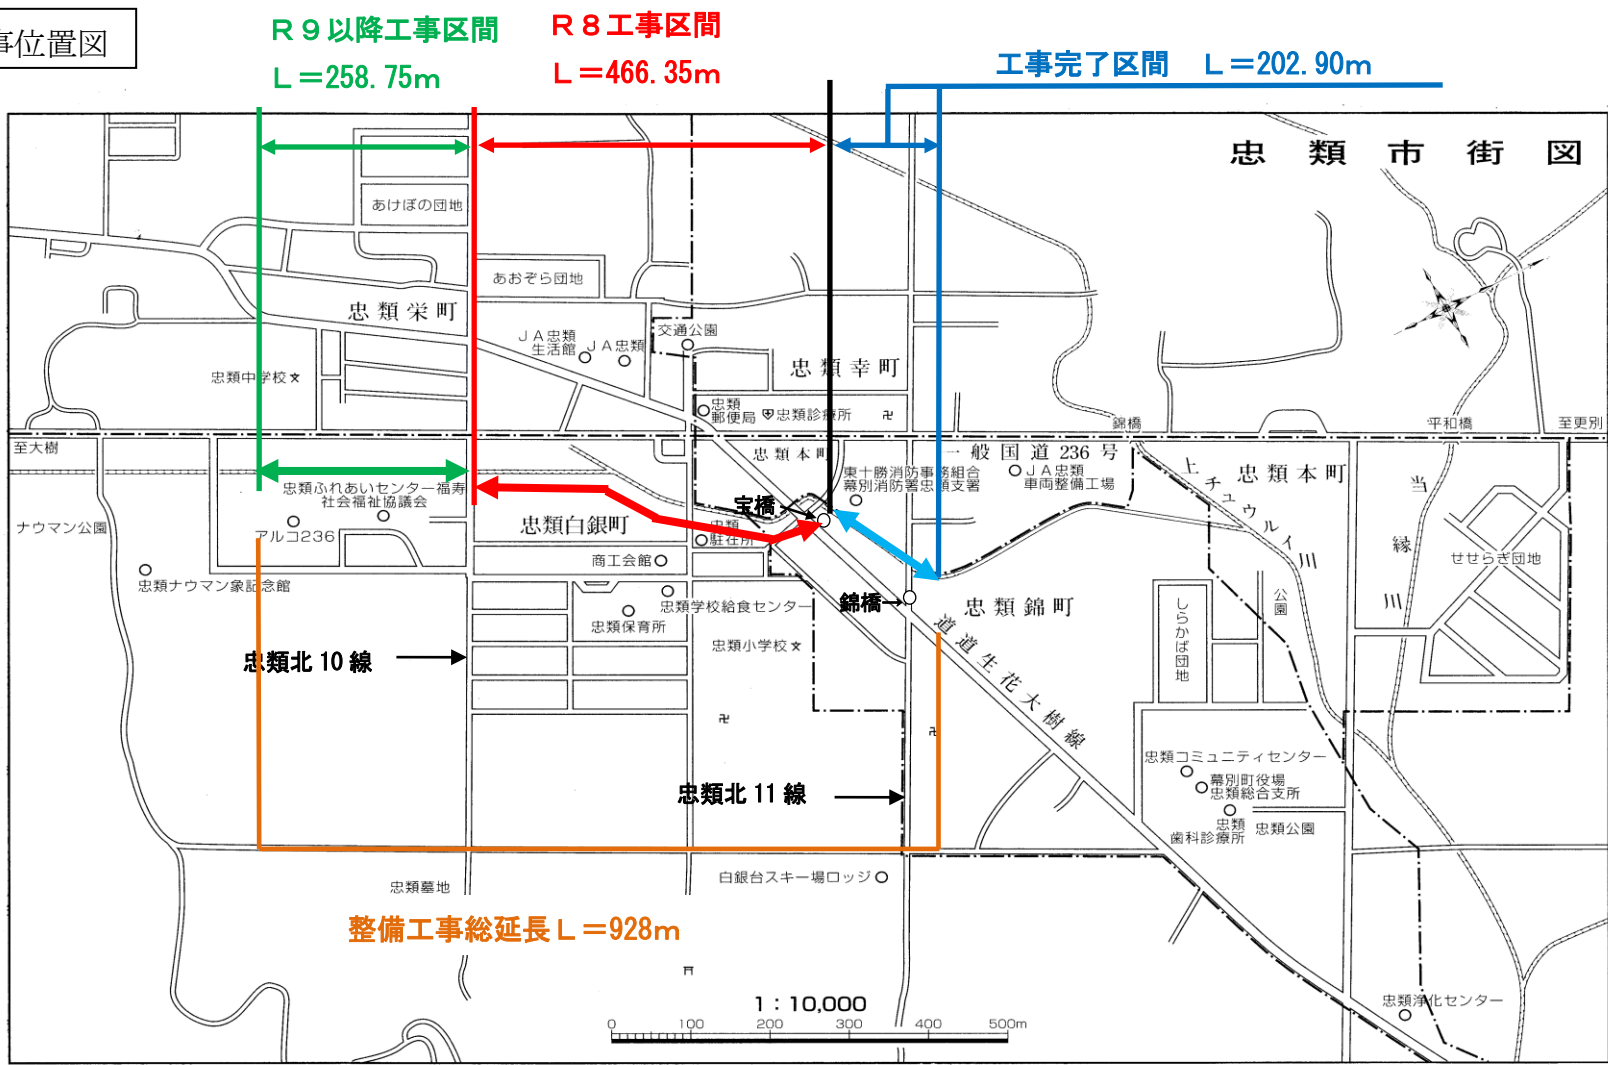 事位置図
R9以降工事区間
L=258.75m
R8工事区間
L=466.35m
工事完了区間 L=202.90m
忠類市街図
あけぼの団地
あおぞら団地
忠類栄町
JA忠類
生活館
JA忠類
交通公園
忠類幸町
忠類中学校
忠類
郵便局
忠類診療所
錦橋
平和橋
至更別
至大樹
忠類本町
一般国道236号
東十勝消防事務組合
幕別消防署忠類支署
JA忠類
車両整備工場
上チュウルイ川
忠類本町
当縁川
忠類ふれあいセンター福寿
社会福祉協議会
ナウマン公園
アルコ236
忠類白銀町
宝橋
忠類
駐在所
商工会館
せせらぎ団地
忠類ナウマン象記念館
忠類学校給食センター
忠類保育所
錦橋
忠類錦町
公園
しらかば団地
忠類小学校
忠類北10線
道道生花大樹線
忠類コミュニティセンター
幕別町役場
忠類総合支所
忠類北11線
忠類
歯科診療所
忠類公園
忠類墓地
白銀台スキー場ロッジ
整備工事総延長L=928m
忠類浄化センター
1:10,000
0 100 200 300 400 500m